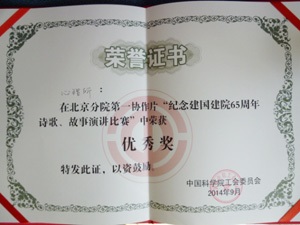 荣誉证书
心理所：
在北京分院第一协作片“纪念建国建院65周年
诗歌、故事演讲比赛”中荣获
优秀奖
特发此证，以资鼓励。
中国科学院工会委员会
2014年9月